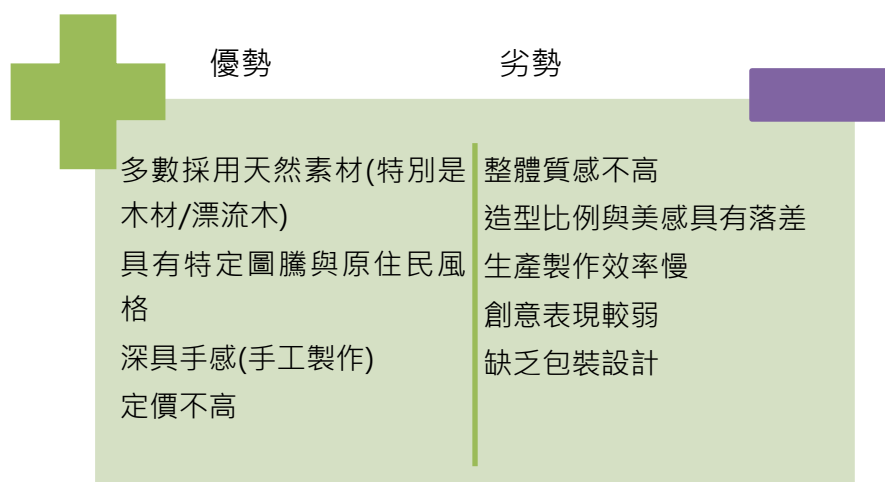 優勢
劣勢
多數採用天然素材(特別是
木材/漂流木)
具有特定圖騰與原住民風
格
深具手感(手工製作)
定價不高
整體質感不高
造型比例與美感具有落差
生產製作效率慢
創意表現較弱
缺乏包裝設計